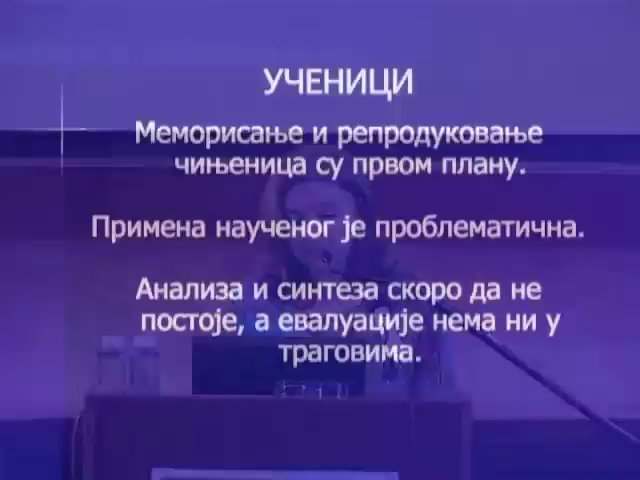 УЧЕНИЦИ
Меморисање и репродуковање
чињеница су првом плану.
Примена наученог је проблематична.
Анализа и синтеза скоро да не
постоје, а евалуације нема ни у
траговима.